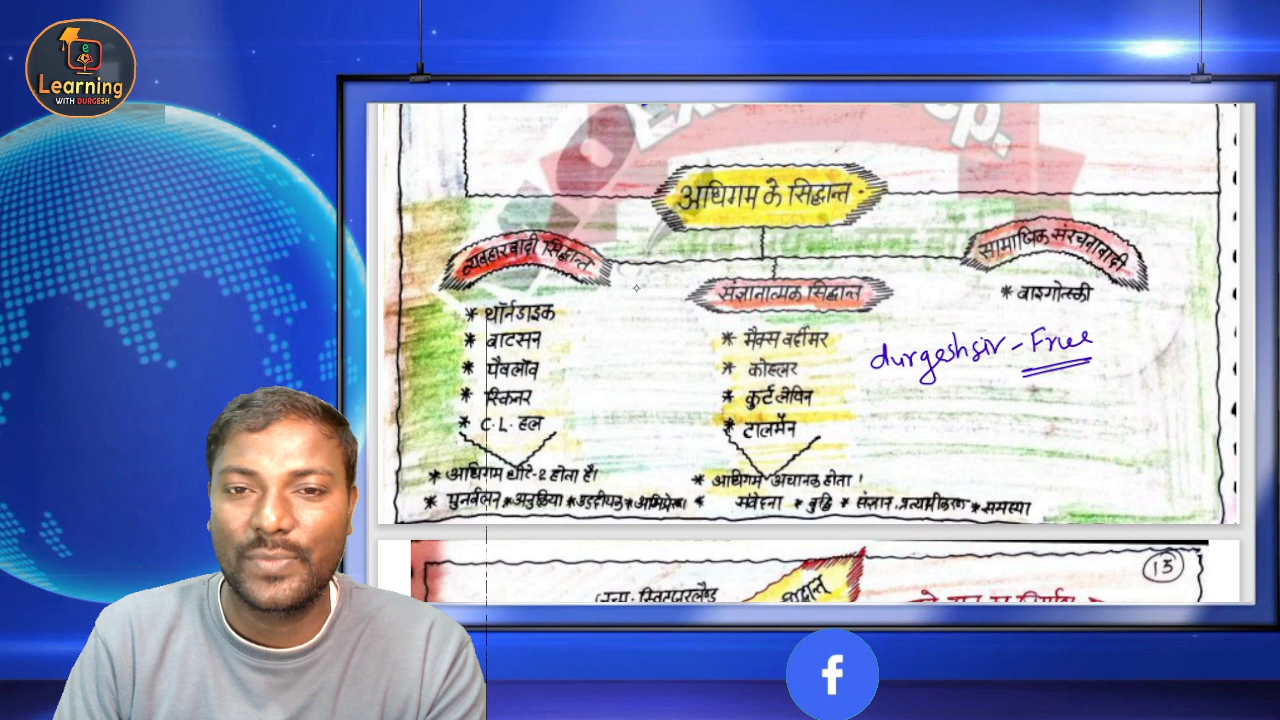 e
Learning
WITH DURGESH
अधिगम के सिद्धान्त -
व्यवहारवादी सिद्धान्त
* थॉर्नडाइक
* वाटसन
* पैवलॉव
* स्किनर
* C.L. हल
* अधिगम धीरे-2 होता है।
* पुनर्बलन * अनुक्रिया * उद्दीपक * अभिप्रेरणा
संज्ञानात्मक सिद्धान्त
* मैक्स वर्दीमर
* कोहलर
* कुर्ट लेविन
* टालमैन
* अधिगम अचानक होता।
* संवेदना * बुद्धि * संज्ञान, प्रत्यक्षीकरण * समस्या
सामाजिक संरचनावादी
* वाइगोत्स्की
durgeshsir - Free
13
f